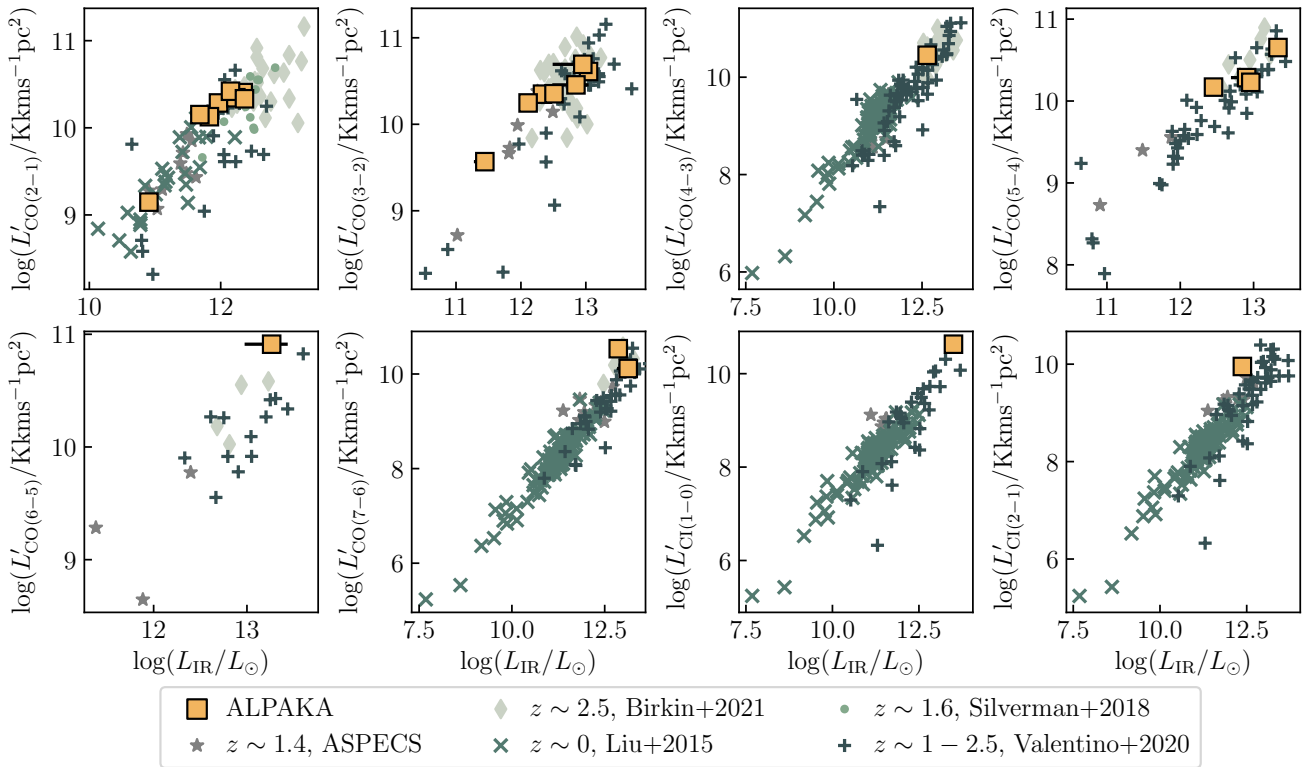 log(L′CO(2−1)/Kkms−1pc2)
11
10
9
10 11 12
log(L′CO(3−2)/Kkms−1pc2)
11
10
9
11 12 13
log(L′CO(4−3)/Kkms−1pc2)
10
8
6
7.5 10.0 12.5
log(L′CO(5−4)/Kkms−1pc2)
11
10
9
8
11 12 13
log(L′CO(6−5)/Kkms−1pc2)
11
10
9
12 13
log(LIR/L⊙)
log(L′CO(7−6)/Kkms−1pc2)
10
8
6
7.5 10.0 12.5
log(LIR/L⊙)
log(L′CI(1−0)/Kkms−1pc2)
10
8
6
7.5 10.0 12.5
log(LIR/L⊙)
log(L′CI(2−1)/Kkms−1pc2)
10
8
6
7.5 10.0 12.5
log(LIR/L⊙)
ALPAKA
z ∼ 1.4, ASPECS
z ∼ 2.5, Birkin+2021
z ∼ 0, Liu+2015
z ∼ 1.6, Silverman+2018
z ∼ 1 − 2.5, Valentino+2020